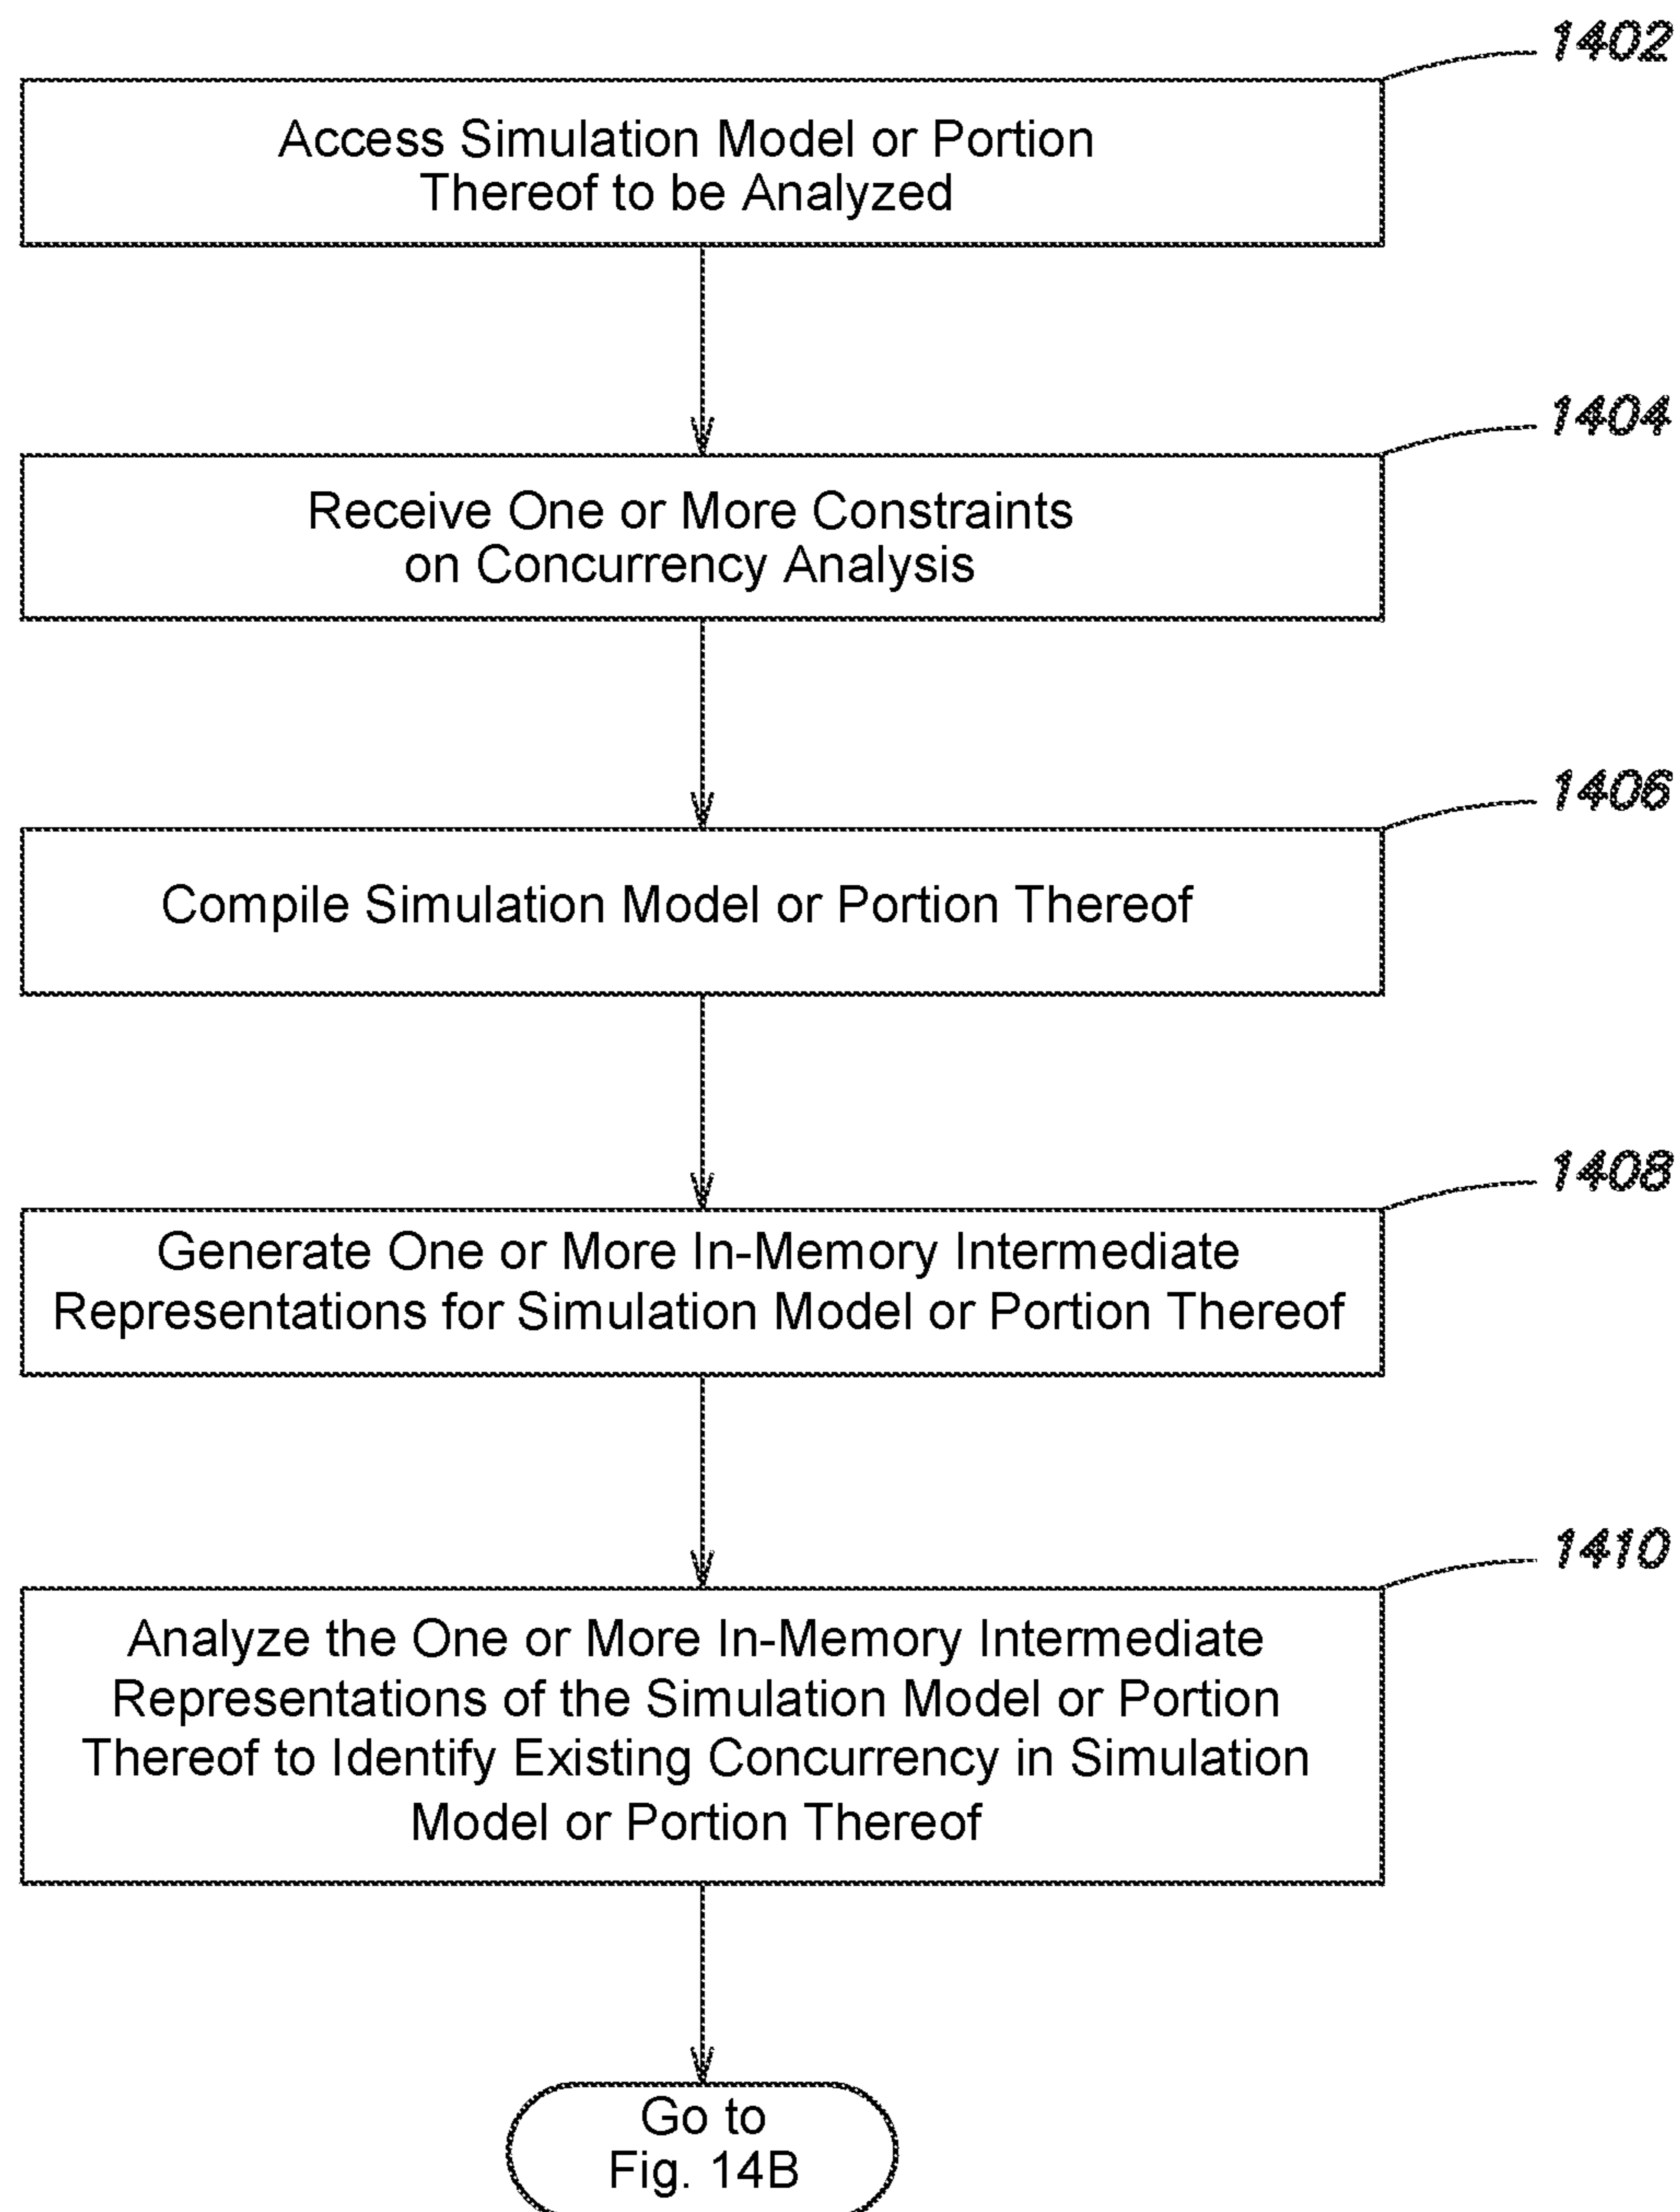 1402
Access Simulation Model or Portion
Thereof to be Analyzed
1404
Receive One or More Constraints
on Concurrency Analysis
1406
Compile Simulation Model or Portion Thereof
1408
Generate One or More In-Memory Intermediate
Representations for Simulation Model or Portion Thereof
1410
Analyze the One or More In-Memory Intermediate
Representations of the Simulation Model or Portion
Thereof to Identify Existing Concurrency in Simulation
Model or Portion Thereof
Go to
Fig. 14B